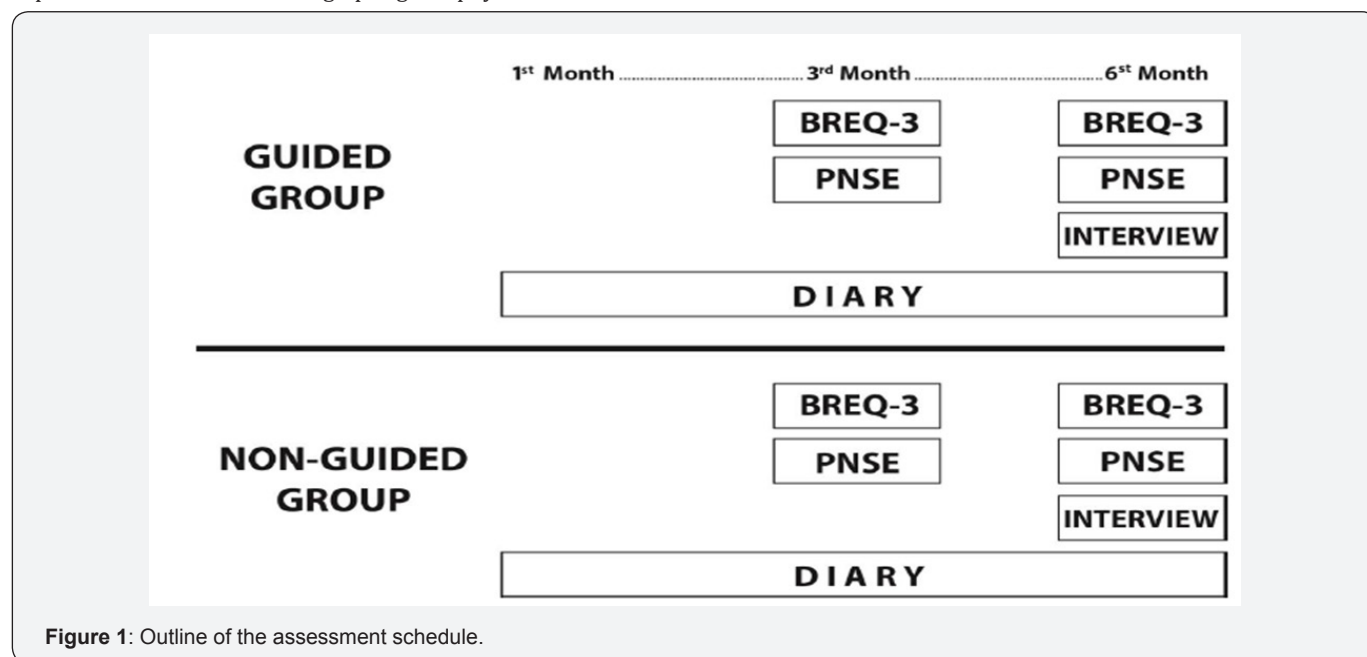 1st Month ............ 3rd Month ............ 6st Month
BREQ-3 BREQ-3
GUIDED
GROUP
PNSE PNSE
INTERVIEW
DIARY
BREQ-3 BREQ-3
NON-GUIDED
GROUP
PNSE PNSE
INTERVIEW
DIARY
Figure 1: Outline of the assessment schedule.